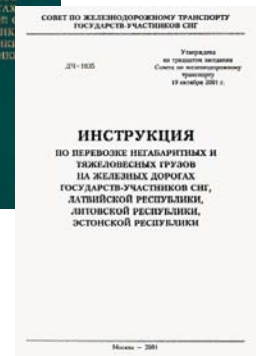 СОВЕТ ПО ЖЕЛЕЗНОДОРОЖНОМУ ТРАНСПОРТУ
ГОСУДАРСТВ-УЧАСТНИКОВ СНГ
Утверждена
на тридцатом заседании
Совета по железнодорожному
транспорту
19 октября 2001 г.
ДЧ-1835
ИНСТРУКЦИЯ
ПО ПЕРЕВОЗКЕ НЕГАБАРИТНЫХ И
ТЯЖЕЛОВЕСНЫХ ГРУЗОВ
НА ЖЕЛЕЗНЫХ ДОРОГАХ
ГОСУДАРСТВ-УЧАСТНИКОВ СНГ,
ЛАТВИЙСКОЙ РЕСПУБЛИКИ,
ЛИТОВСКОЙ РЕСПУБЛИКИ,
ЭСТОНСКОЙ РЕСПУБЛИКИ
Москва – 2001